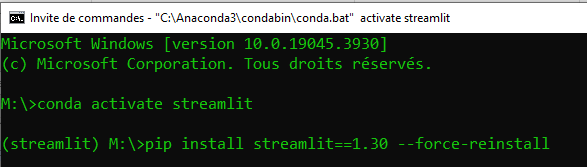 Invite de commandes - "C:\Anaconda3\condabin\conda.bat"  activate streamlit
Microsoft Windows [version 10.0.19045.3930]
(c) Microsoft Corporation. Tous droits réservés.
M:\>conda activate streamlit
(streamlit) M:\>pip install streamlit==1.30 --force-reinstall